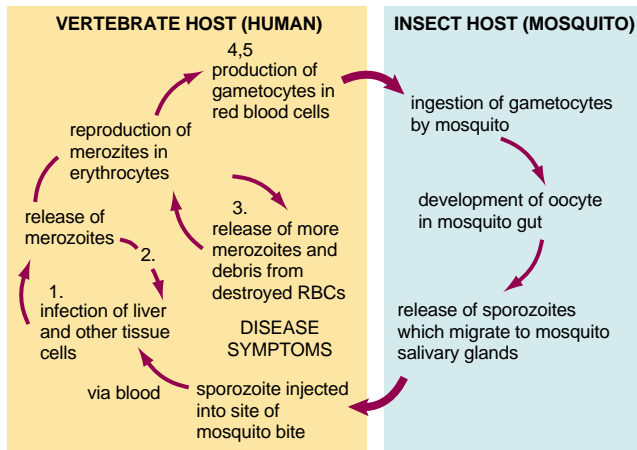 VERTEBRATE HOST (HUMAN)
4,5
production of
gametocytes in
red blood cells
reproduction of
merozites in
erythrocytes
release of
merozoites
2.
3.
release of more
merozoites and
debris from
destroyed RBCs
1.
infection of liver
and other tissue
cells
DISEASE
SYMPTOMS
via blood
sporozoite injected
into site of
mosquito bite
INSECT HOST (MOSQUITO)
ingestion of gametocytes
by mosquito
development of oocyte
in mosquito gut
release of sporozoites
which migrate to mosquito
salivary glands